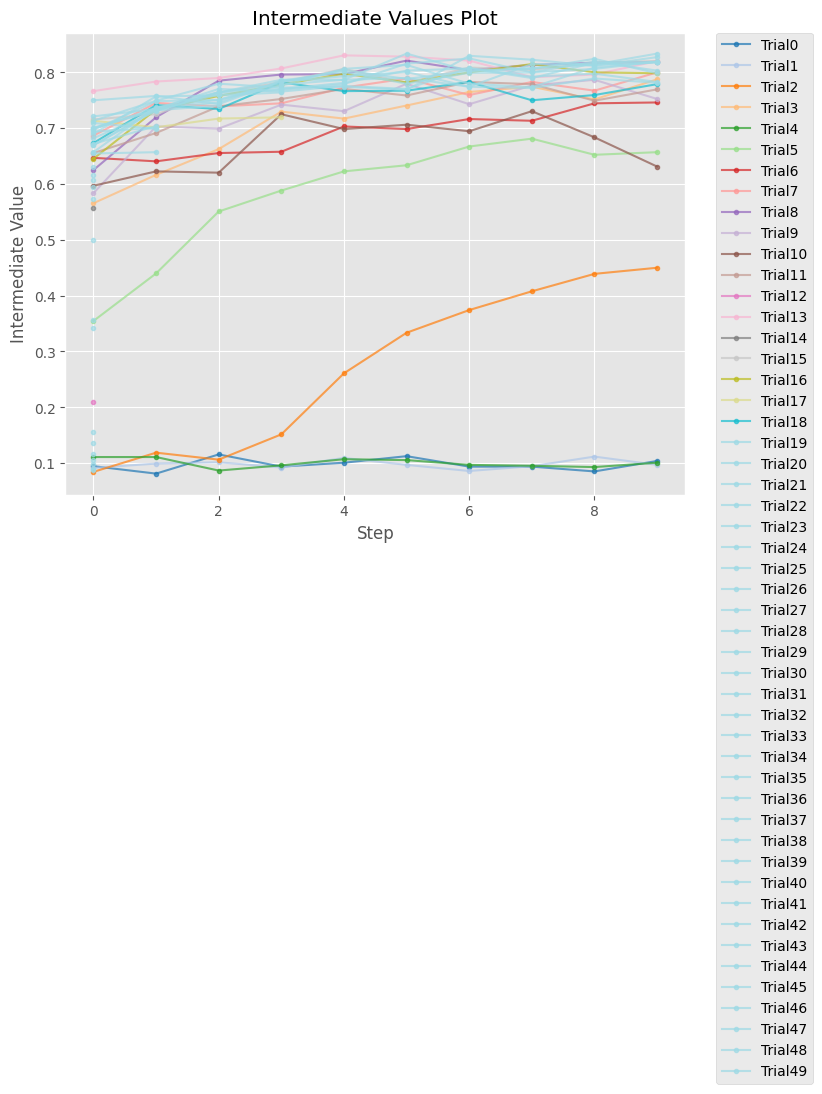 Intermediate Values Plot
Intermediate Value
0.8
0.7
0.6
0.5
0.4
0.3
0.2
0.1
0 2 4 6 8
Step
Trial0
Trial1
Trial2
Trial3
Trial4
Trial5
Trial6
Trial7
Trial8
Trial9
Trial10
Trial11
Trial12
Trial13
Trial14
Trial15
Trial16
Trial17
Trial18
Trial19
Trial20
Trial21
Trial22
Trial23
Trial24
Trial25
Trial26
Trial27
Trial28
Trial29
Trial30
Trial31
Trial32
Trial33
Trial34
Trial35
Trial36
Trial37
Trial38
Trial39
Trial40
Trial41
Trial42
Trial43
Trial44
Trial45
Trial46
Trial47
Trial48
Trial49